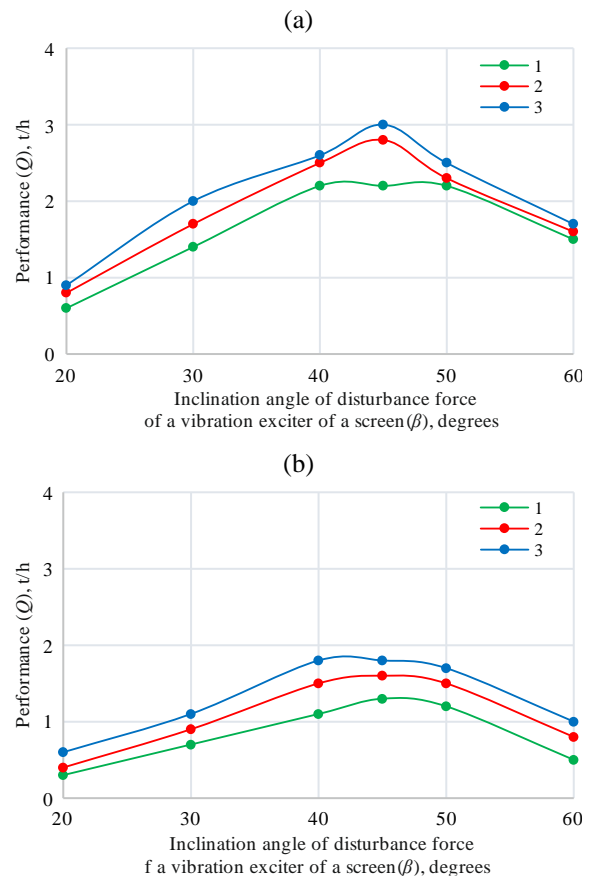 (a)
4
3
2
1
0
20 30 40 50 60
1
2
3
Performance (Q), t/h
Inclination angle of disturbance force
of a vibration exciter of a screen(β), degrees
(b)
4
3
2
1
0
20 30 40 50 60
1
2
3
Performance (Q), t/h
Inclination angle of disturbance force
f a vibration exciter of a screen(β), degrees